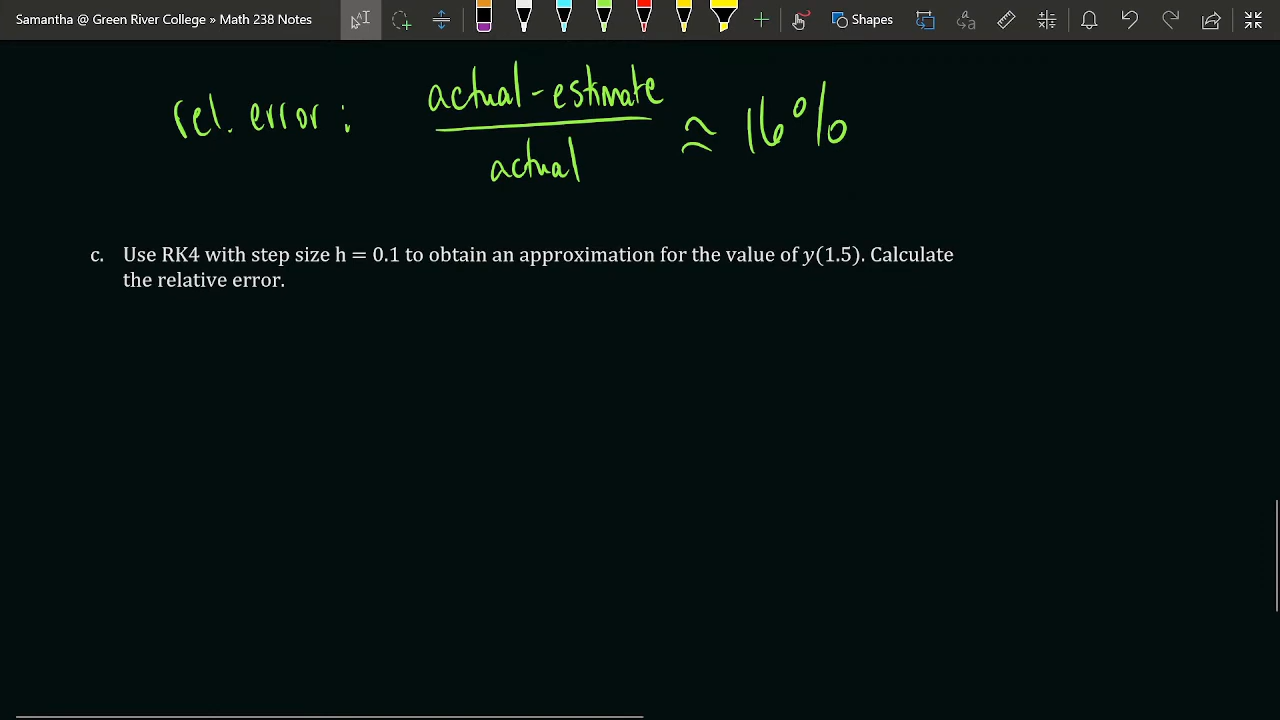 Samantha @ Green River College » Math 238 Notes
Shapes
rel. error: actual - estimate
≈ 16%
actual
c. Use RK4 with step size h = 0.1 to obtain an approximation for the value of y(1.5). Calculate
the relative error.